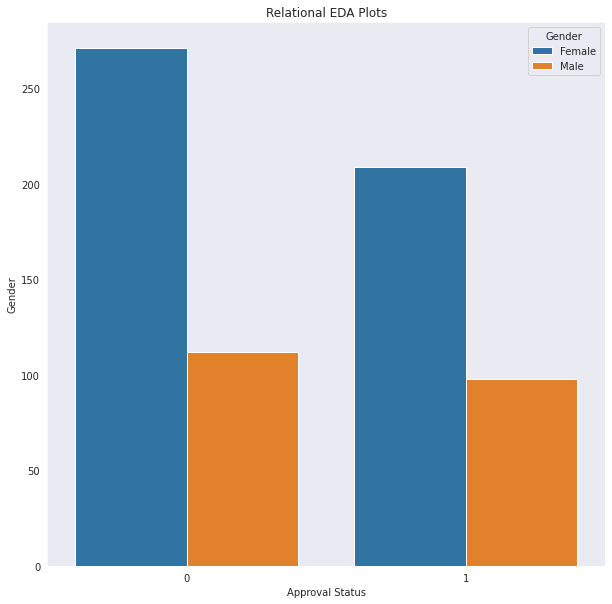 Relational EDA Plots
Gender
Female
Male
250
200
150
100
50
0
Gender
0
1
Approval Status